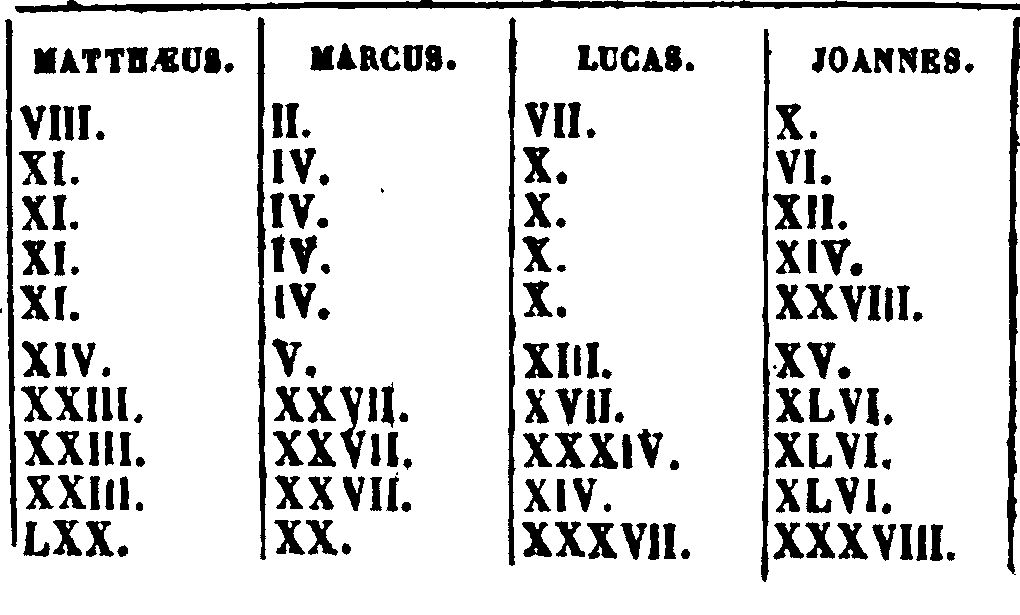 MATTHÆUS. MARCUS. LUCAS. JOANNES.
VIII. II. VII. X.
XI. IV. X. VI.
XI. IV. X. XII.
XI. IV. X. XIV.
XI. IV. X. XXVIII.
XIV. V. XIII. XV.
XXIII. XXVII. XVII. XLVI.
XXIII. XXVII. XXXIV. XLVI.
XXIII. XXVII. XIV. XLVI.
LXX. XX. XXXVII. XXXVIII.